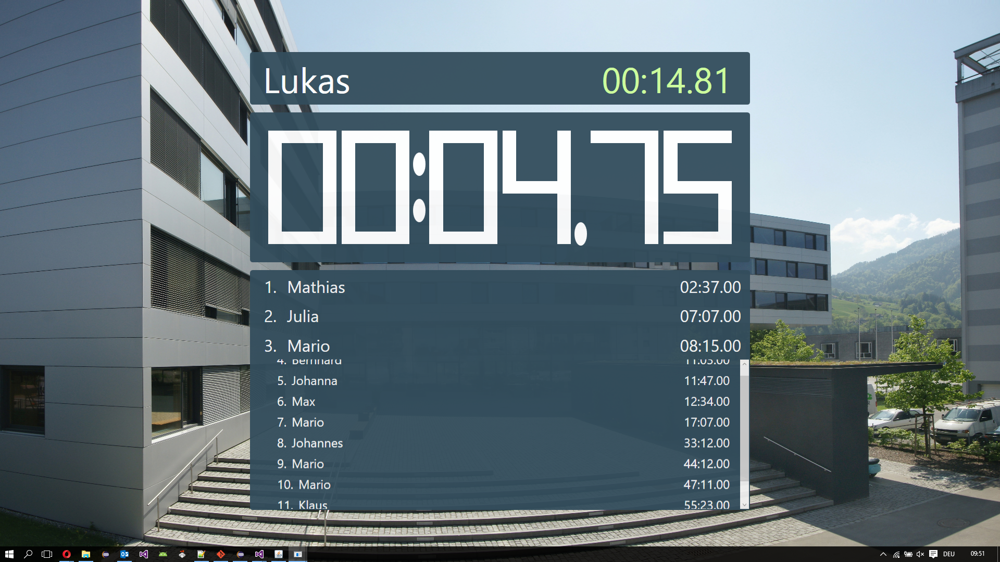 Lukas 00:14.81
00:04.75
1. Mathias 02:37.00
2. Julia 07:07.00
3. Mario 08:15.00
4. Bernhard 11:03.00
5. Johanna 11:47.00
6. Max 12:34.00
7. Mario 17:07.00
8. Johannes 33:12.00
9. Mario 44:12.00
10. Mario 47:11.00
11. Klaus 55:23.00
DEU 09:51